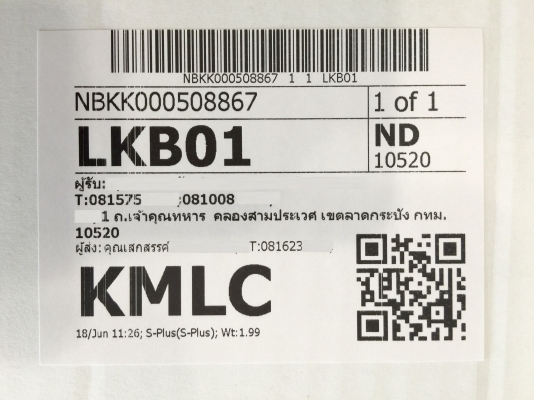 NBKK000508867 1 1 LKB01
NBKK000508867 1 of 1
LKB01 ND
10520
ผู้รับ:
T:081575 ;081008
1 ถ.เจ้าคุณทหาร คลองสามประเวศ เขตลาดกระบัง กทม.
10520
ผู้ส่ง: คุณเสกสรรค์ T:081623
KMLC
18/Jun 11:26; S-Plus(S-Plus); Wt:1.99